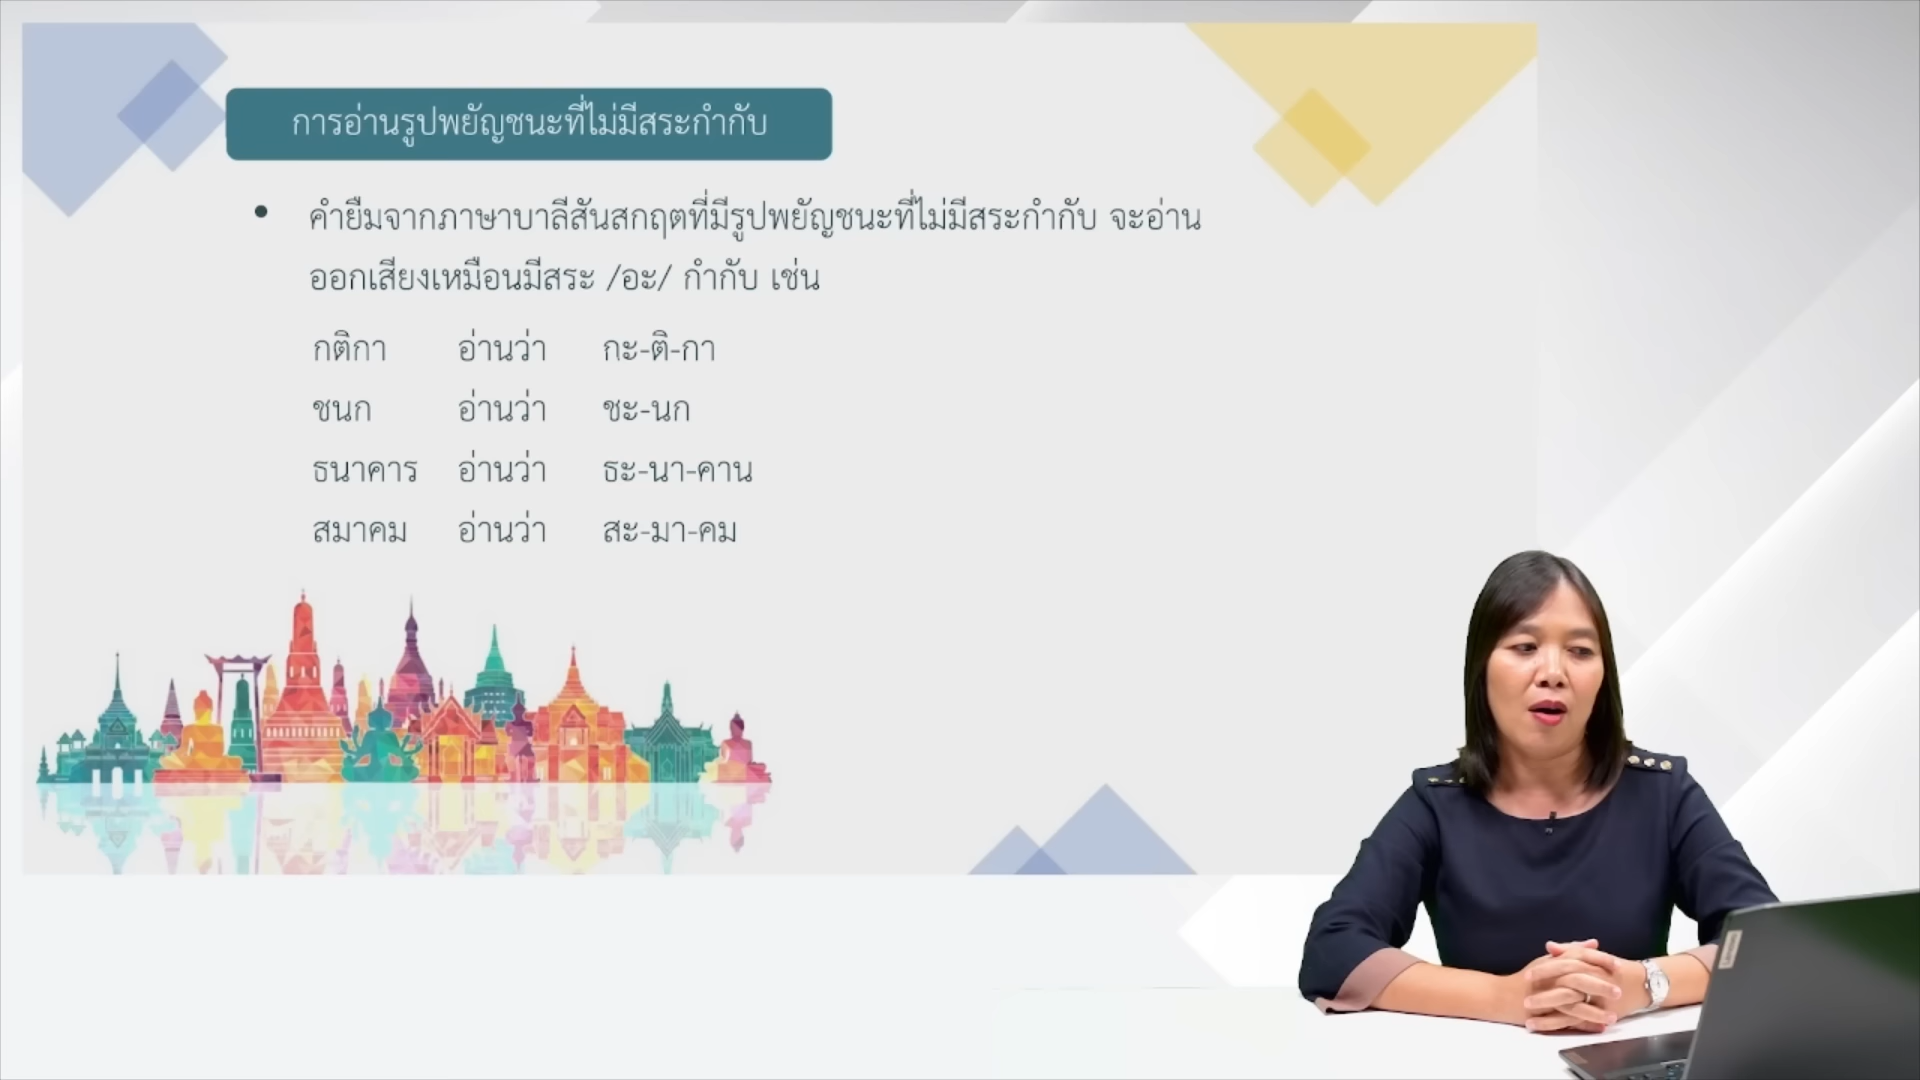 การอ่านรูปพยัญชนะที่ไม่มีสระกำกับ
• คำยืมจากภาษาบาลีสันสกฤตที่มีรูปพยัญชนะที่ไม่มีสระกำกับ จะอ่าน
ออกเสียงเหมือนมีสระ /อะ/ กำกับ เช่น
กติกา อ่านว่า กะ-ติ-กา
ชนก อ่านว่า ชะ-นก
ธนาคาร อ่านว่า ธะ-นา-คาน
สมาคม อ่านว่า สะ-มา-คม